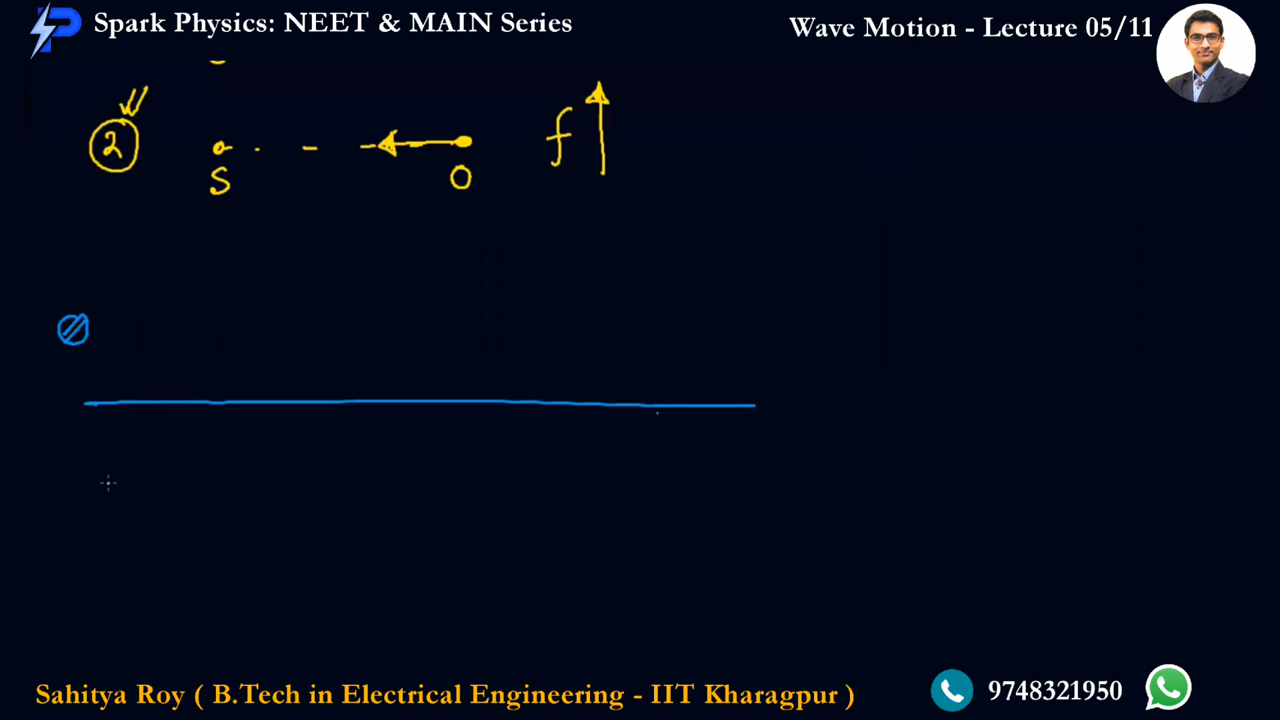 Spark Physics: NEET & MAIN Series
Wave Motion - Lecture 05/11
2
f
S
O
Sahitya Roy ( B.Tech in Electrical Engineering - IIT Kharagpur )
9748321950